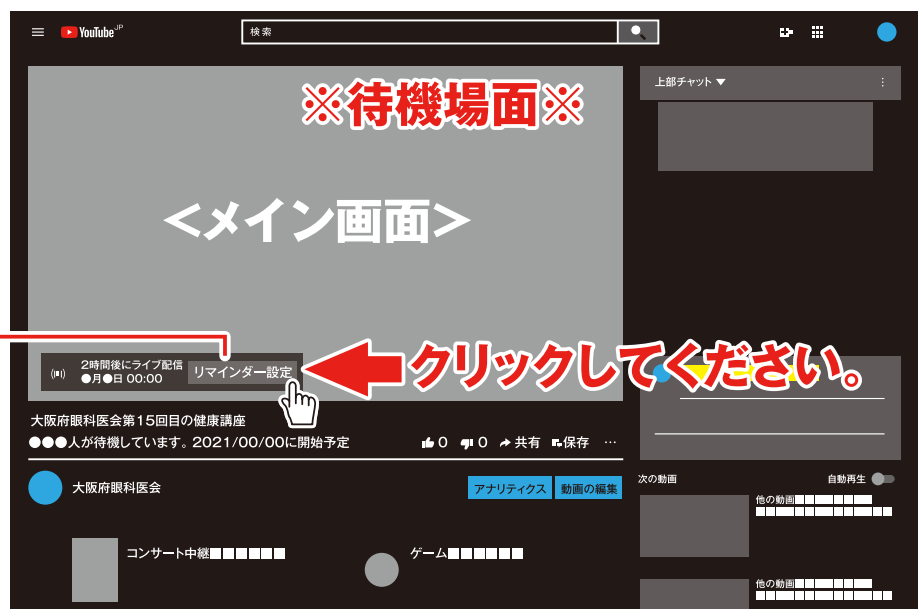 YouTube JP
検索
※待機場面※
上部チャット ▼
<メイン画面>
2時間後にライブ配信
●月●日 00:00
リマインダー設定
クリックしてください。
大阪府眼科医会第15回目の健康講座
●●●人が待機しています。2021/00/00に開始予定
0 0 共有 保存 …
大阪府眼科医会
アナリティクス 動画の編集
次の動画 自動再生
他の動画■■■■■■■
■■■■■■■■■■■■■
コンサート中継■■■■■■
ゲーム■■■■■■
他の動画■■■■■■■
■■■■■■■■■■■■■